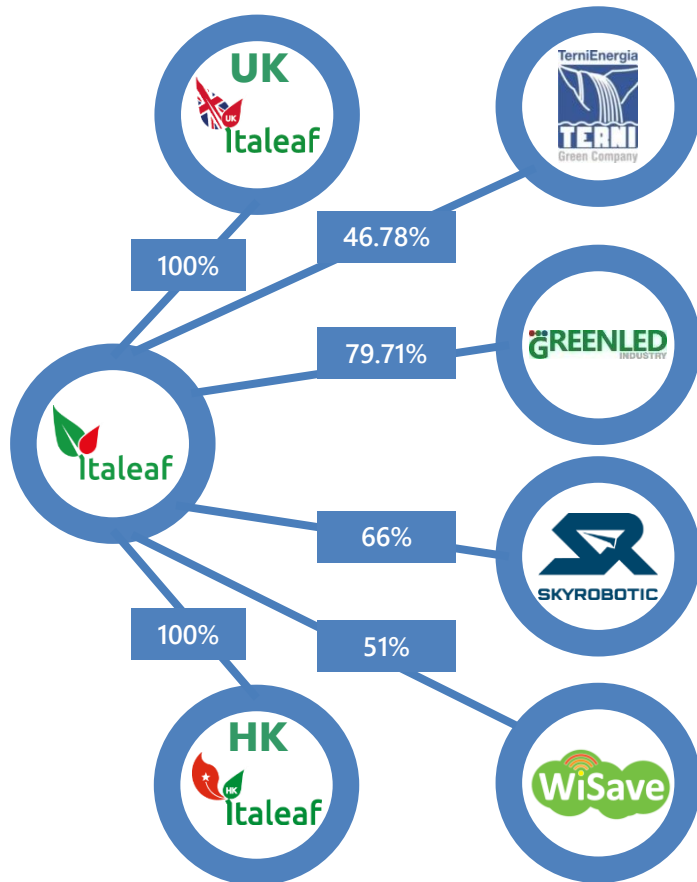 UK
UK
italeaf
TerniEnergia
TERNI
Green Company
46.78%
100%
79.71%
GREENLED
INDUSTRY
italeaf
66%
SKYROBOTIC
100%
51%
HK
HK
italeaf
WiSave